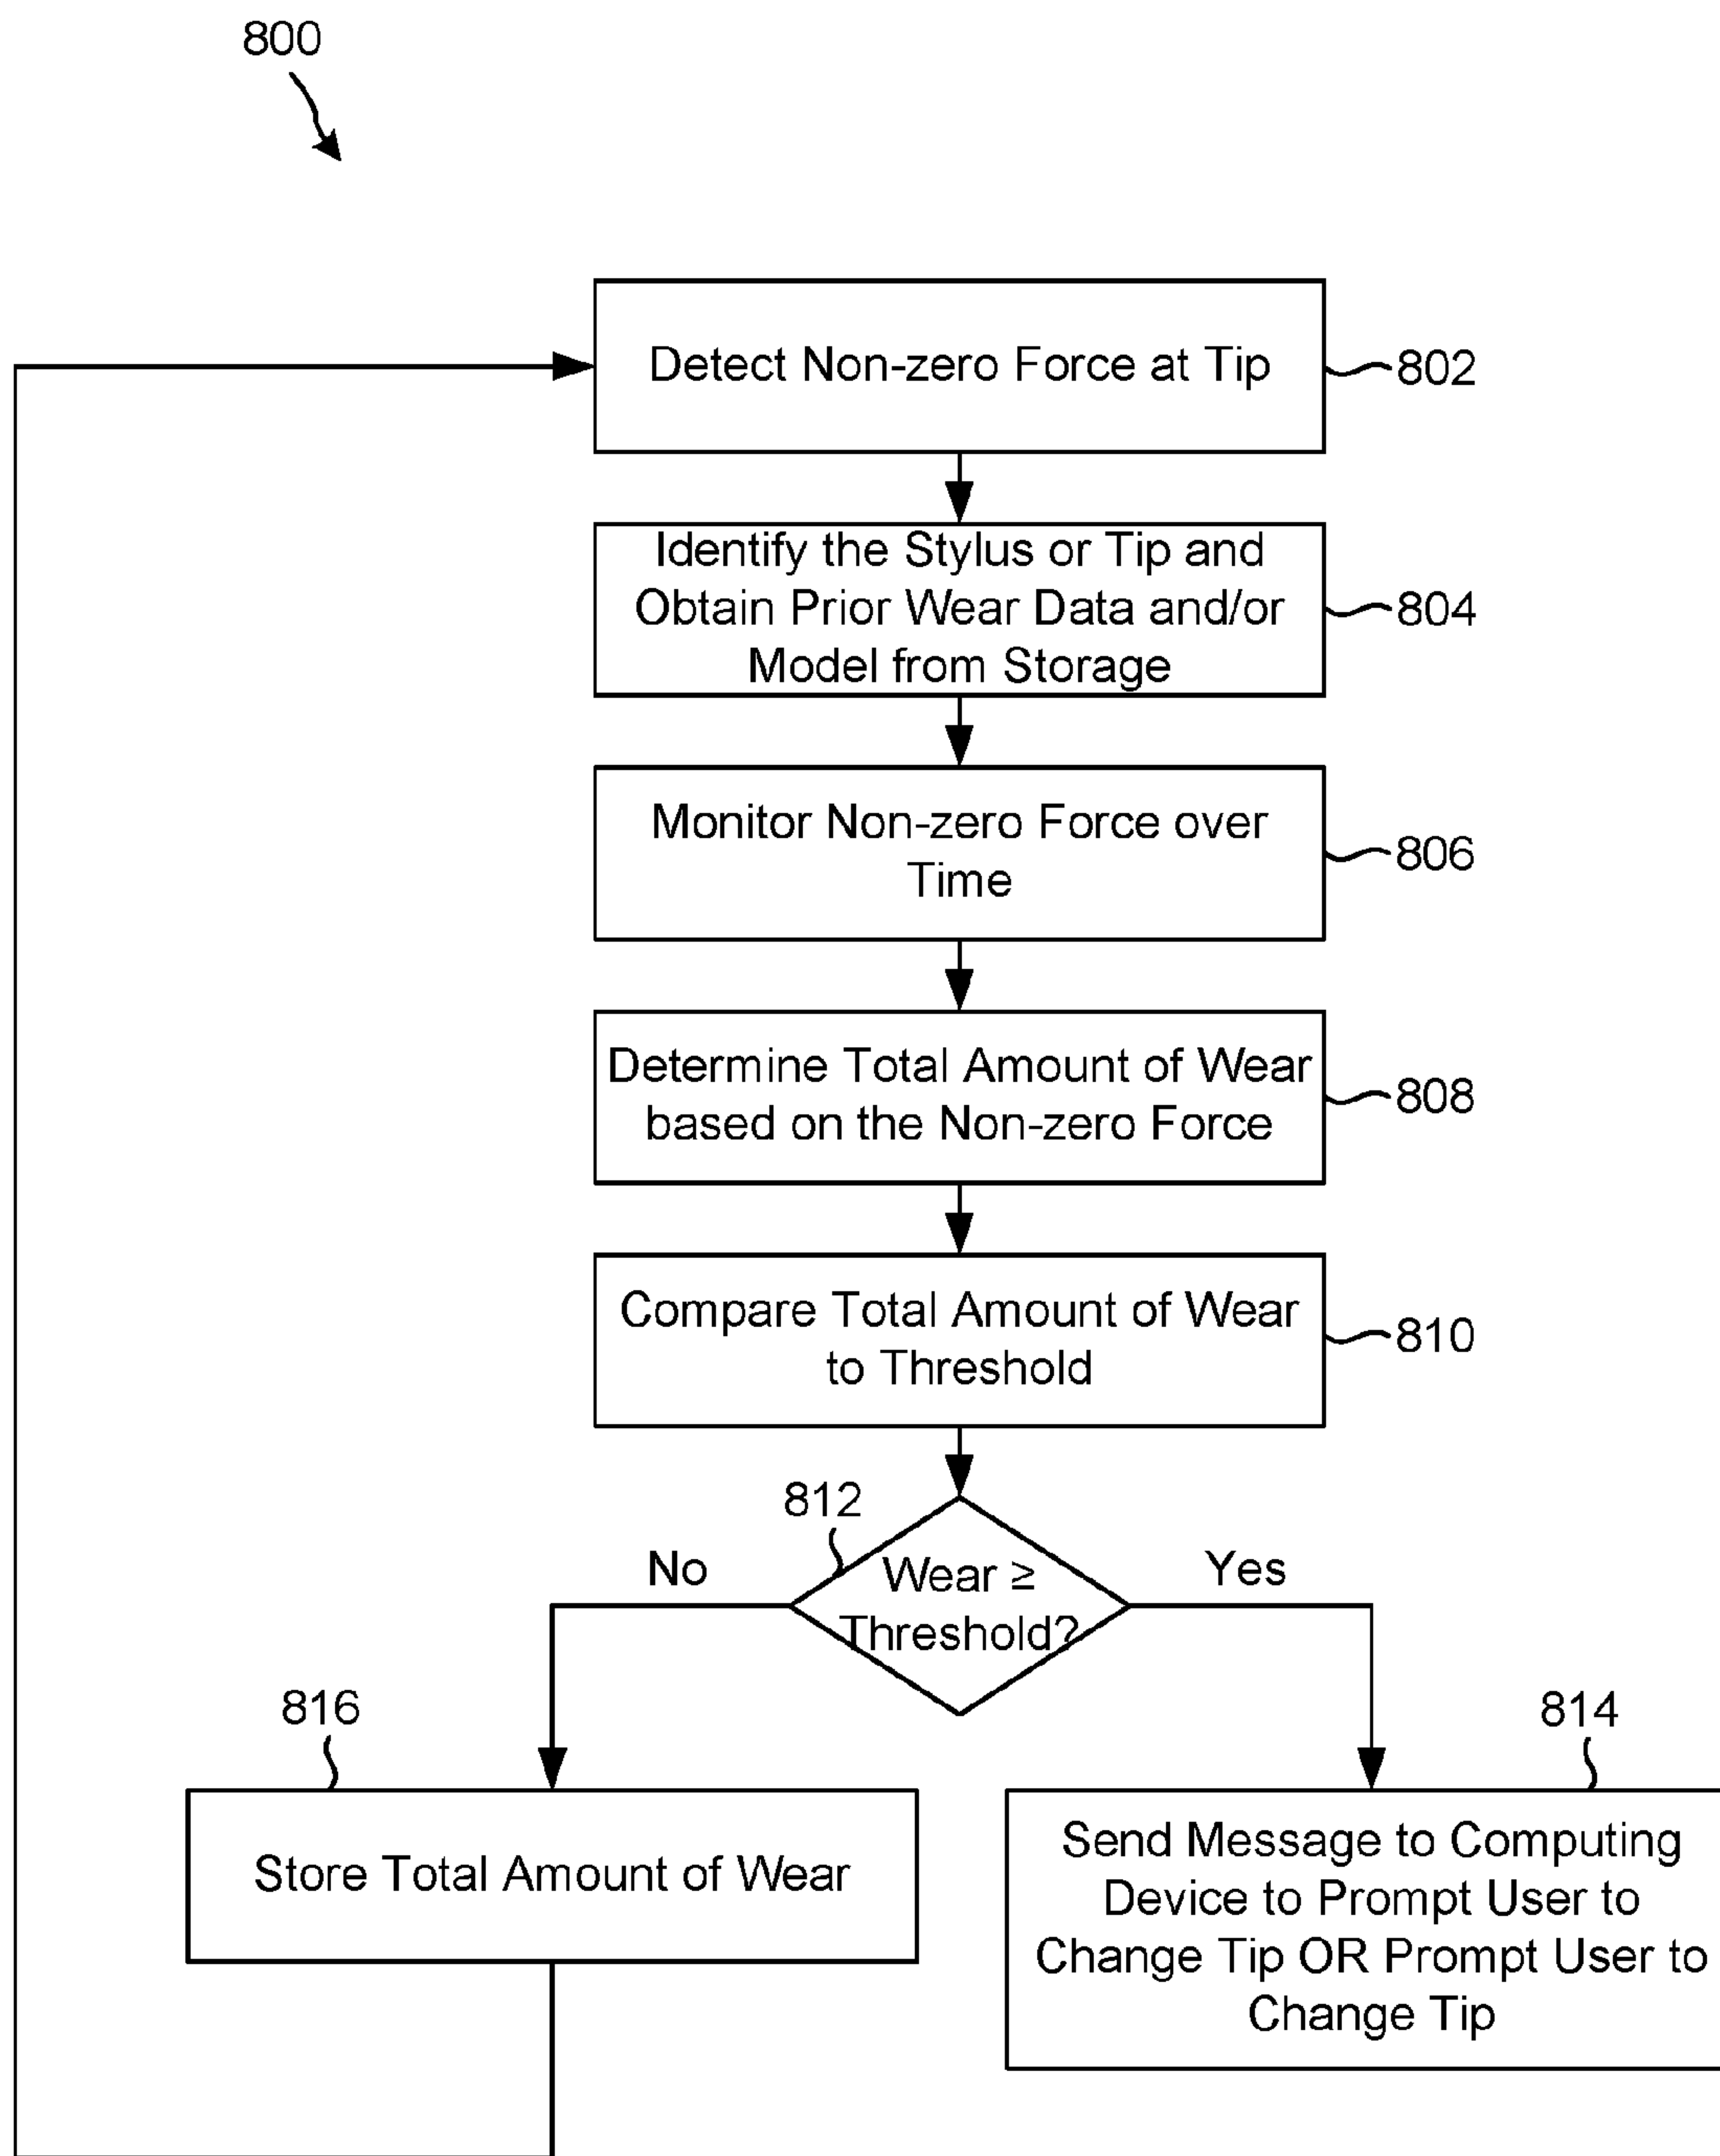 800
Detect Non-zero Force at Tip
802
Identify the Stylus or Tip and
Obtain Prior Wear Data and/or
Model from Storage
804
Monitor Non-zero Force over
Time
806
Determine Total Amount of Wear
based on the Non-zero Force
808
Compare Total Amount of Wear
to Threshold
810
812
No
Wear ≥
Threshold?
Yes
816
Store Total Amount of Wear
814
Send Message to Computing
Device to Prompt User to
Change Tip OR Prompt User to
Change Tip